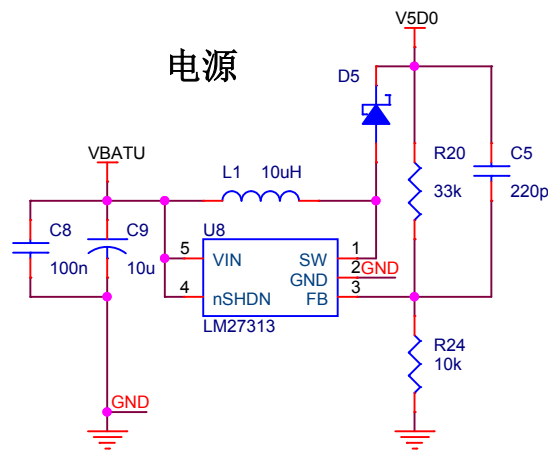 V5D0
电源
D5
VBATU
L1 10uH
R20
33k
C5
220p
C8
100n
C9
10u
U8
5 VIN SW 1
GND 2 GND
4 nSHDN FB 3
LM27313
R24
10k
GND